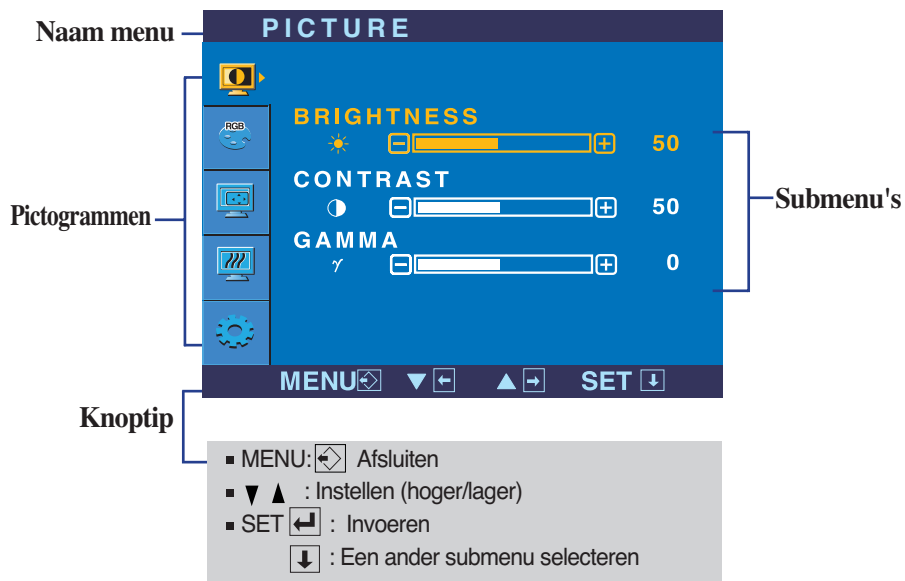 Naam menu
PICTURE
RGB
BRIGHTNESS
50
CONTRAST
50
GAMMA
γ
0
Pictogrammen
Submenu's
MENU ▼ ▲ SET
Knoptip
▪ MENU: Afsluiten
▪ ▼ ▲ : Instellen (hoger/lager)
▪ SET ↵ : Invoeren
⬇ : Een ander submenu selecteren